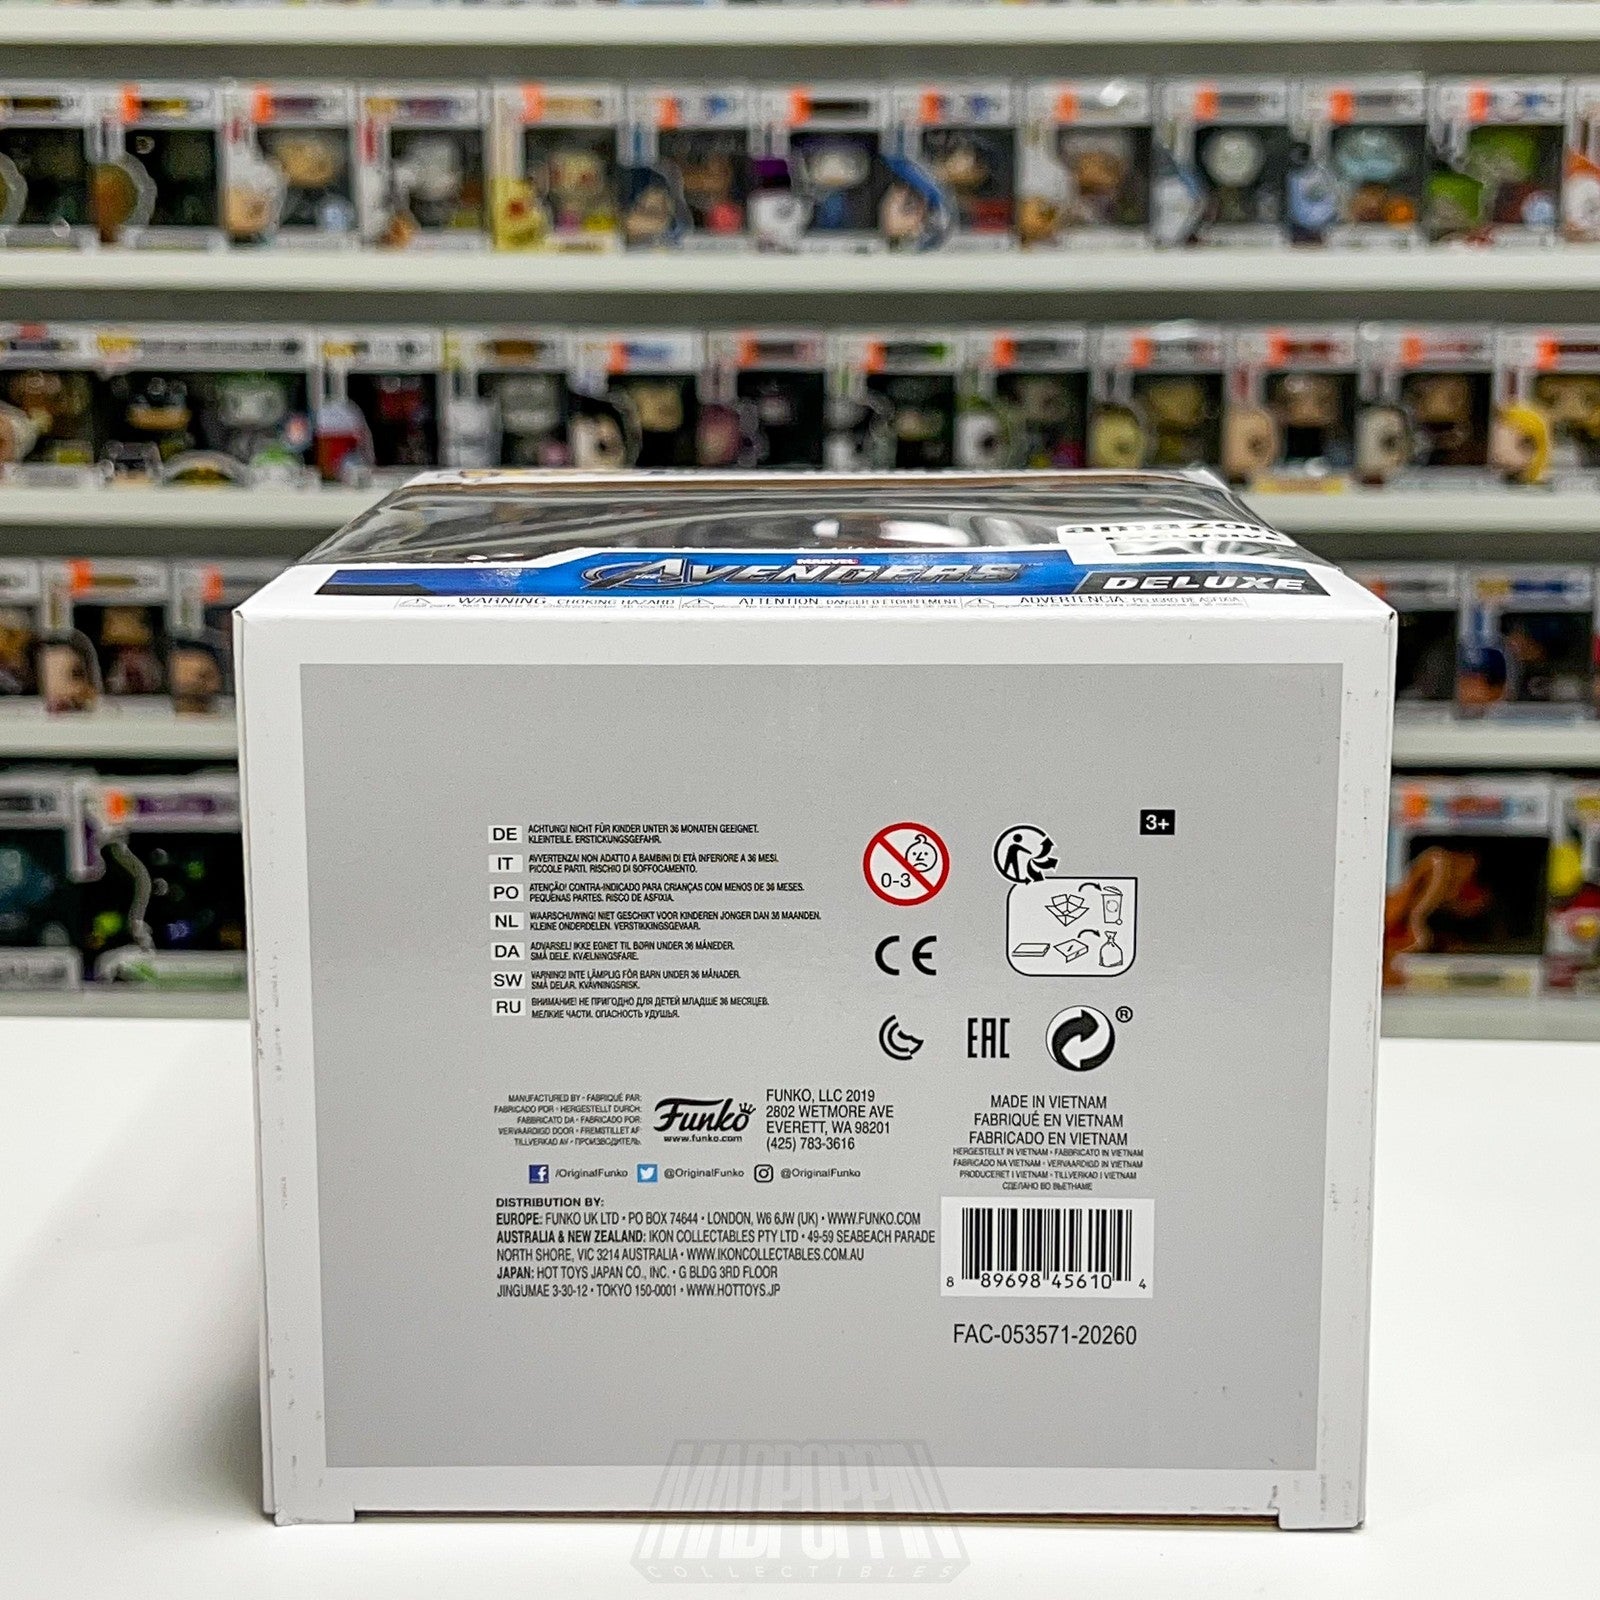 amazon
EXCLUSIVE
MARVEL
AVENGERS
DELUXE
WARNING: CHOKING HAZARD
ATTENTION: DANGER D'ÉTOUFFEMENT
ADVERTENCIA: PELIGRO DE ASFIXIA
3+
DE ACHTUNG! NICHT FÜR KINDER UNTER 36 MONATEN GEEIGNET.
KLEINTEILE. ERSTICKUNGSGEFAHR.
IT AVVERTENZA! NON ADATTO A BAMBINI DI ETÀ INFERIORE A 36 MESI.
PICCOLE PARTI. RISCHIO DI SOFFOCAMENTO.
PO ATENÇÃO! CONTRA-INDICADO PARA CRIANÇAS COM MENOS DE 36 MESES.
PEQUENAS PARTES. RISCO DE ASFIXIA.
NL WAARSCHUWING! NIET GESCHIKT VOOR KINDEREN JONGER DAN 36 MAANDEN.
KLEINE ONDERDELEN. VERSTIKKINGSGEVAAR.
DA ADVARSEL! IKKE EGNET TIL BØRN UNDER 36 MÅNEDER.
SMÅ DELE. KVÆLNINGSFARE.
SW VARNING! INTE LÄMPLIG FÖR BARN UNDER 36 MÅNADER.
SMÅ DELAR. KVÄVNINGSRISK.
RU ВНИМАНИЕ! НЕ ПРИГОДНО ДЛЯ ДЕТЕЙ МЛАДШЕ 36 МЕСЯЦЕВ.
МЕЛКИЕ ЧАСТИ. ОПАСНОСТЬ УДУШЬЯ.
0-3
CE
EAC
®
MANUFACTURED BY • FABRIQUÉ PAR:
FABRICADO POR • HERGESTELLT DURCH:
FABBRICATO DA • FABRICADO POR:
VERVAARDIGD DOOR • FREMSTILLET AF:
TILLVERKAD AV • ПРОИЗВОДИТЕЛЬ:
Funko
www.funko.com
FUNKO, LLC 2019
2802 WETMORE AVE
EVERETT, WA 98201
(425) 783-3616
/OriginalFunko @OriginalFunko @OriginalFunko
DISTRIBUTION BY:
EUROPE: FUNKO UK LTD • PO BOX 74644 • LONDON, W6 6JW (UK) • WWW.FUNKO.COM
AUSTRALIA & NEW ZEALAND: IKON COLLECTABLES PTY LTD • 49-59 SEABEACH PARADE
NORTH SHORE, VIC 3214 AUSTRALIA • WWW.IKONCOLLECTABLES.COM.AU
JAPAN: HOT TOYS JAPAN CO., INC. • G BLDG 3RD FLOOR
JINGUMAE 3-30-12 • TOKYO 150-0001 • WWW.HOTTOYS.JP
MADE IN VIETNAM
FABRIQUÉ EN VIETNAM
FABRICADO EN VIETNAM
HERGESTELLT IN VIETNAM • FABBRICATO IN VIETNAM
FABRICADO NA VIETNAM • VERVAARDIGD IN VIETNAM
PRODUCERET I VIETNAM • TILLVERKAD I VIETNAM
СДЕЛАНО ВО ВЬЕТНАМЕ
8 89698 45610 4
FAC-053571-20260
MADPOPPIN
COLLECTIBLES